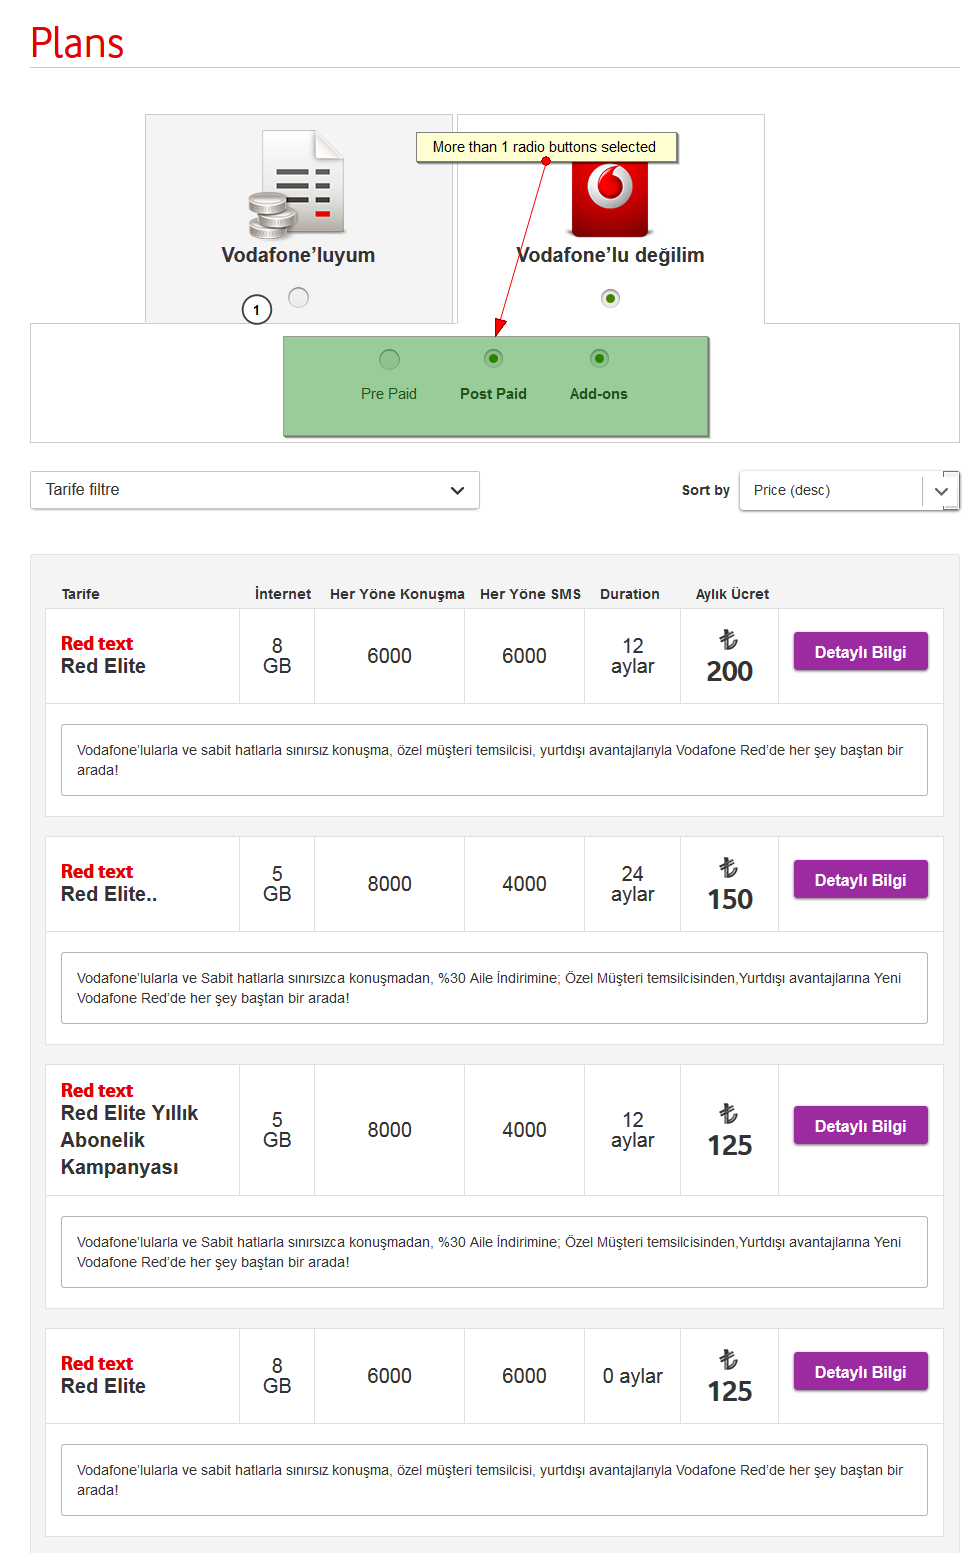 Plans
More than 1 radio buttons selected
Vodafone’luyum
Vodafone’lu değilim
1
Pre Paid
Post Paid
Add-ons
Tarife filtre
Sort by
Price (desc)
Tarife İnternet Her Yöne Konuşma Her Yöne SMS Duration Aylık Ücret
Red text
Red Elite
8
GB
6000
6000
12
aylar
₺
200
Detaylı Bilgi
Vodafone’lularla ve sabit hatlarla sınırsız konuşma, özel müşteri temsilcisi, yurtdışı avantajlarıyla Vodafone Red’de her şey baştan bir
arada!
Red text
Red Elite..
5
GB
8000
4000
24
aylar
₺
150
Detaylı Bilgi
Vodafone’lularla ve Sabit hatlarla sınırsızca konuşmadan, %30 Aile İndirimine; Özel Müşteri temsilcisinden,Yurtdışı avantajlarına Yeni
Vodafone Red’de her şey baştan bir arada!
Red text
Red Elite Yıllık
Abonelik
Kampanyası
5
GB
8000
4000
12
aylar
₺
125
Detaylı Bilgi
Vodafone’lularla ve Sabit hatlarla sınırsızca konuşmadan, %30 Aile İndirimine; Özel Müşteri temsilcisinden,Yurtdışı avantajlarına Yeni
Vodafone Red’de her şey baştan bir arada!
Red text
Red Elite
8
GB
6000
6000
0 aylar
₺
125
Detaylı Bilgi
Vodafone’lularla ve sabit hatlarla sınırsız konuşma, özel müşteri temsilcisi, yurtdışı avantajlarıyla Vodafone Red’de her şey baştan bir
arada!